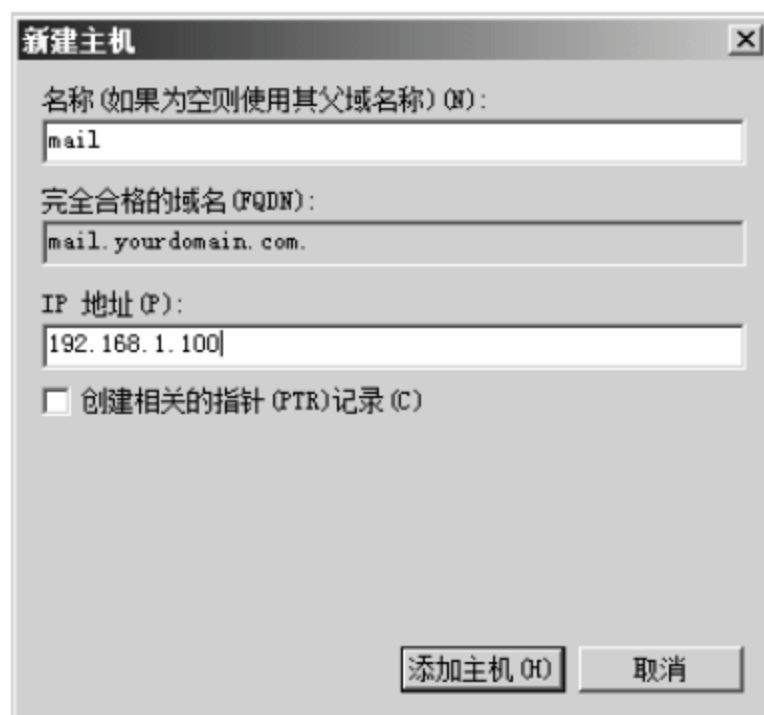 新建主机
名称(如果为空则使用其父域名称)(N):
mail
完全合格的域名(FQDN):
mail.yourdomain.com.
IP 地址(P):
192.168.1.100
创建相关的指针(PTR)记录(C)
添加主机(H) 取消